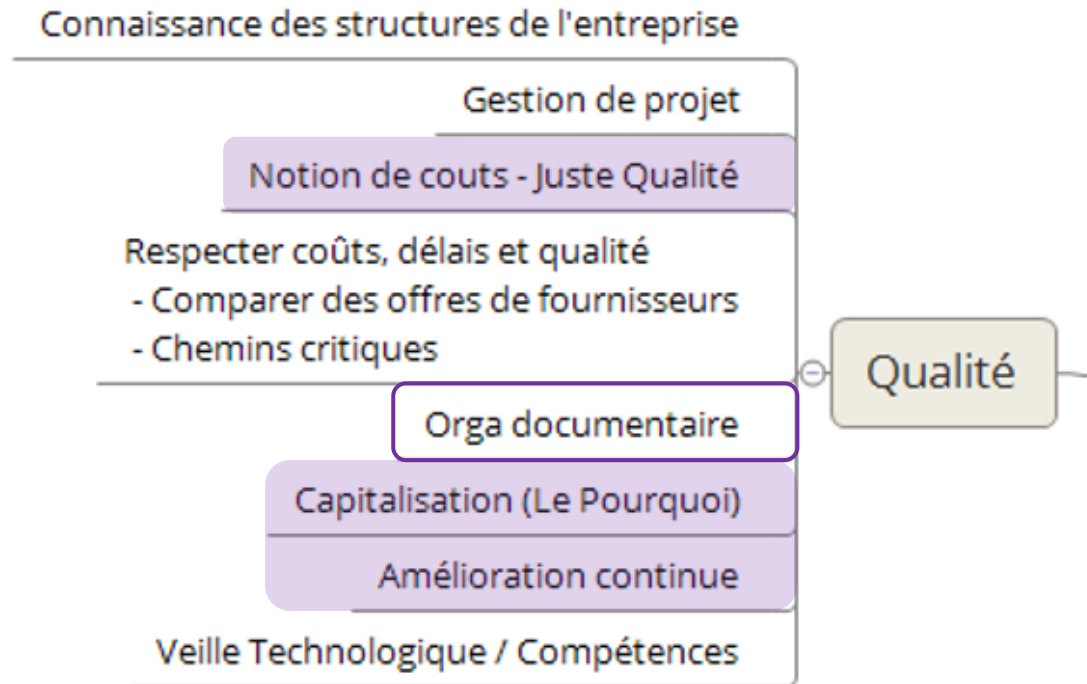 Connaissance des structures de l'entreprise
Gestion de projet
Notion de couts - Juste Qualité
Respecter coûts, délais et qualité
- Comparer des offres de fournisseurs
- Chemins critiques
Qualité
Orga documentaire
Capitalisation (Le Pourquoi)
Amélioration continue
Veille Technologique / Compétences